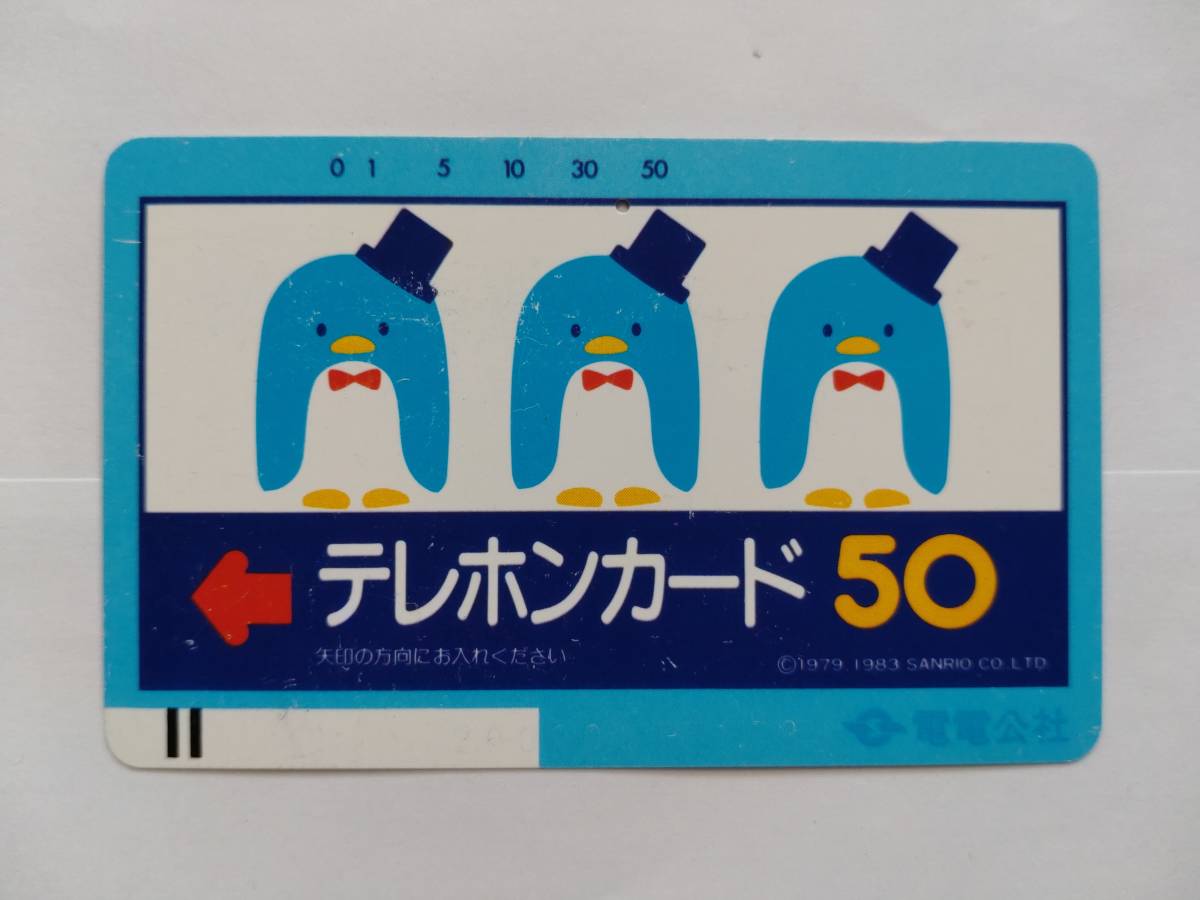 0 1 5 10 30 50
テレホンカード 50
矢印の方向にお入れください
©1979.1983 SANRIO CO.,LTD.
電電公社